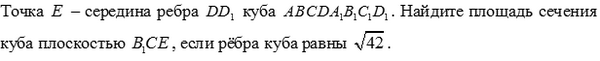 Точка E – середина ребра DD₁ куба ABCDA₁B₁C₁D₁. Найдите площадь сечения
куба плоскостью B₁CE, если рёбра куба равны √42.